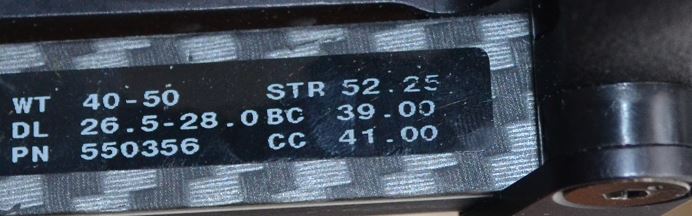 WT 40-50 STR 52.25
DL 26.5-28.0 BC 39.00
PN 550356 CC 41.00